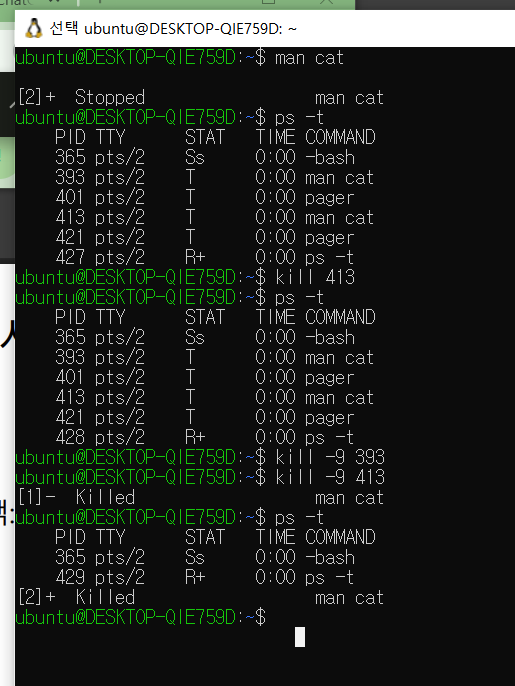 Chat
선택 ubuntu@DESKTOP-QIE759D: ~
ubuntu@DESKTOP-QIE759D:~$ man cat
[2]+  Stopped                 man cat
ubuntu@DESKTOP-QIE759D:~$ ps -t
    PID TTY      STAT   TIME COMMAND
    365 pts/2    Ss     0:00 -bash
    393 pts/2    T      0:00 man cat
    401 pts/2    T      0:00 pager
    413 pts/2    T      0:00 man cat
    421 pts/2    T      0:00 pager
    427 pts/2    R+     0:00 ps -t
ubuntu@DESKTOP-QIE759D:~$ kill 413
ubuntu@DESKTOP-QIE759D:~$ ps -t
    PID TTY      STAT   TIME COMMAND
    365 pts/2    Ss     0:00 -bash
    393 pts/2    T      0:00 man cat
    401 pts/2    T      0:00 pager
    413 pts/2    T      0:00 man cat
    421 pts/2    T      0:00 pager
    428 pts/2    R+     0:00 ps -t
ubuntu@DESKTOP-QIE759D:~$ kill -9 393
ubuntu@DESKTOP-QIE759D:~$ kill -9 413
[1]-  Killed                  man cat
ubuntu@DESKTOP-QIE759D:~$ ps -t
    PID TTY      STAT   TIME COMMAND
    365 pts/2    Ss     0:00 -bash
    429 pts/2    R+     0:00 ps -t
[2]+  Killed                  man cat
ubuntu@DESKTOP-QIE759D:~$